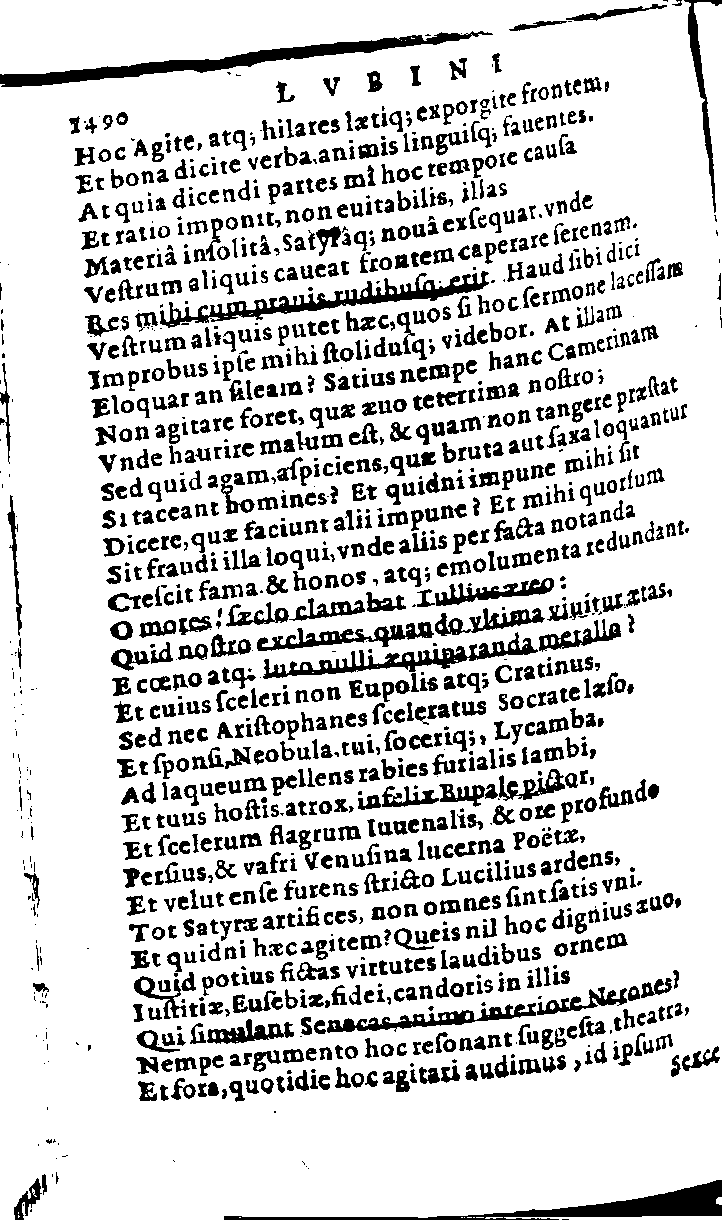 LVBINI
1490
Hoc Agite, atq; hilares lætiq; exporgite frontem,
Et bona dicite verba.animis linguiſq; fauentes.
At quia dicendi partes mî hoc tempore cauſa
Et ratio imponit, non euitabilis, illas
Materiâ inſolitâ, Satyrâq; nouâ exſequar.vnde
Veſtrum aliquis caueat frontem caperare ſerenam.
Res mihi cum prauis rudibuſq; erit. Haud ſibi dici
Veſtrum aliquis putet hæc, quos ſi hoc ſermone laceſſam
Improbus ipſe mihi ſtoliduſq; videbor. At illam
Eloquar an ſileam? Satius nempe hanc Camerinam
Non agitare foret, quæ æuo teterrima noſtro;
Vnde haurire malum eſt, & quam non tangere præſtat
Sed quid agam, aſpiciens, quæ bruta aut ſaxa loquantur
Si taceant homines? Et quidni impune mihi ſit
Dicere, quæ faciunt alii impune? Et mihi quorſum
Sit fraudi illa loqui, vnde aliis per facta notanda
Creſcit fama.& honos, atq; emolumenta redundant.
O mores! ſæclo clamabat Tullius æreo:
Quid noſtro exclames quando vltima viuitur ætas,
E cœno atq; luto nulli æquiparanda metallo?
Et cuius ſceleri non Eupolis atq; Cratinus,
Sed nec Ariſtophanes ſceleratus Socrate læſo,
Et ſponſi, Neobula, tui, ſoceriq;, Lycamba,
Ad laqueum pellens rabies furialis Iambi,
Et tuus hoſtis.atrox, infelix Bupale pictor,
Et ſcelerum flagrum Iuuenalis, & ore profundo
Perſius, & vafri Venuſina lucerna Poëtæ,
Et velut enſe furens ſtricto Lucilius ardens,
Tot Satyræ artifices, non omnes ſint ſatis vni.
Et quidni hæc agitem? Queis nil hoc dignius æuo,
Quid potius fictas virtutes laudibus ornem
Iuſtitiæ, Euſebiæ, fidei, candoris in illis
Qui ſimulant Senecas animo interiore Nerones?
Nempe argumento hoc reſonant ſuggeſta, theatra,
Et fora, quotidie hoc agitari audimus, id ipſum
Sexce